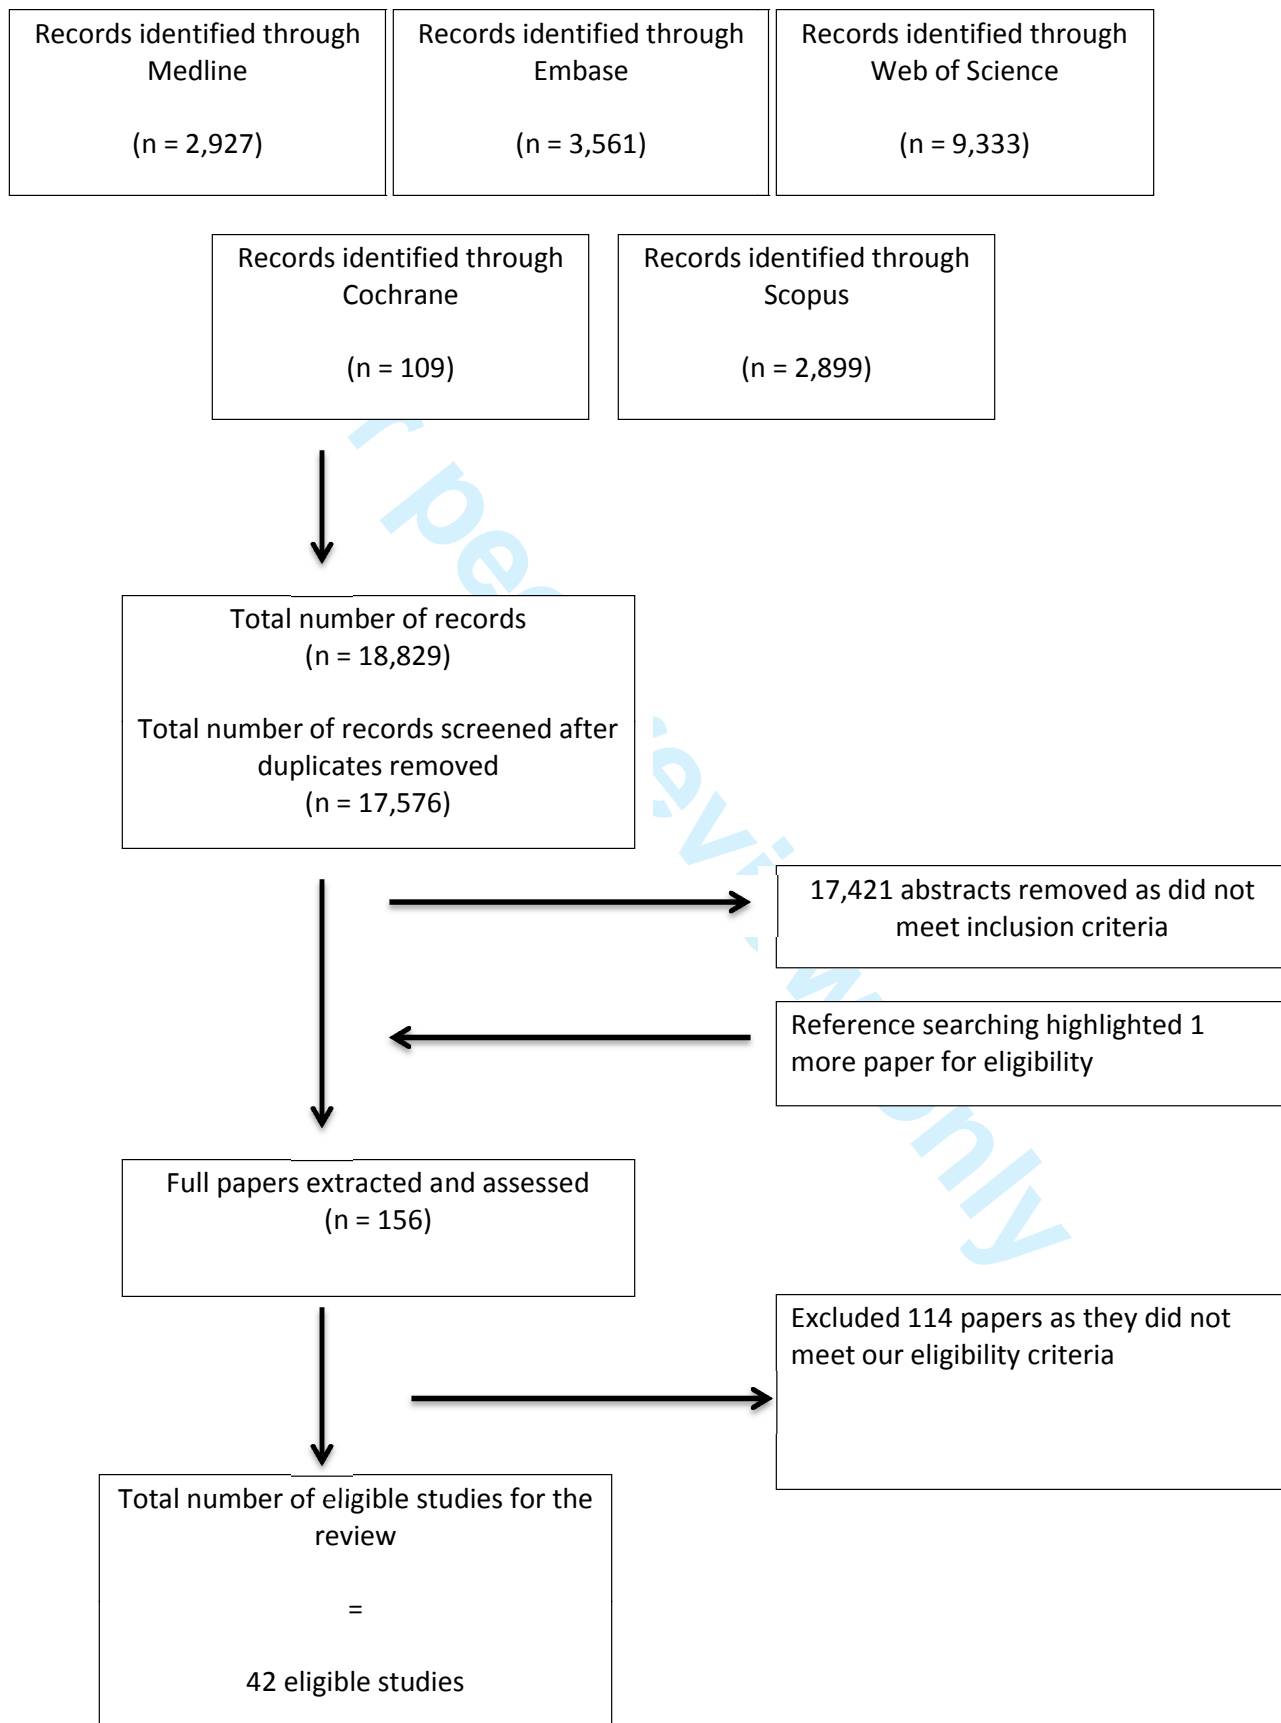 Records identified through
Medline
(n = 2,927)
Records identified through
Embase
(n = 3,561)
Records identified through
Web of Science
(n = 9,333)
Records identified through
Cochrane
(n = 109)
Records identified through
Scopus
(n = 2,899)
Total number of records
(n = 18,829)
Total number of records screened after
duplicates removed
(n = 17,576)
17,421 abstracts removed as did not
meet inclusion criteria
Reference searching highlighted 1
more paper for eligibility
Full papers extracted and assessed
(n = 156)
Excluded 114 papers as they did not
meet our eligibility criteria
Total number of eligible studies for the
review
=
42 eligible studies